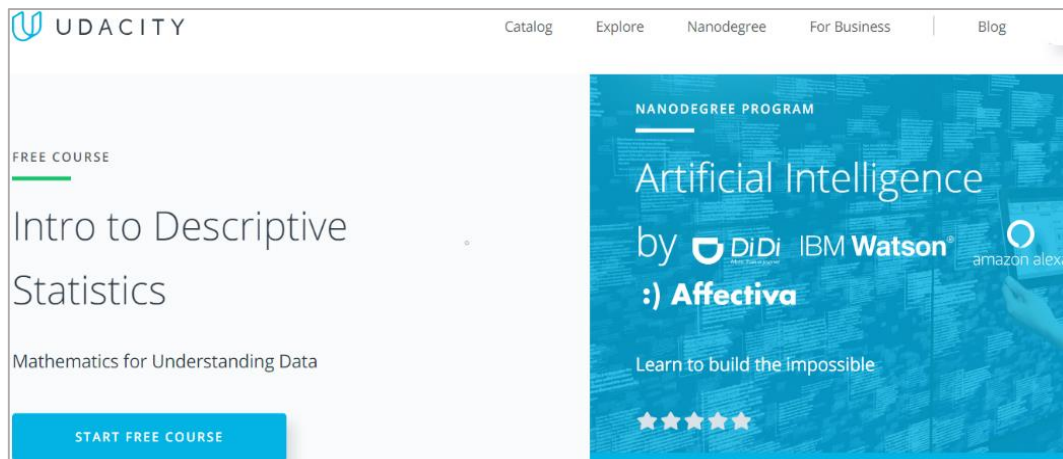 UDACITY
Catalog Explore Nanodegree For Business Blog
FREE COURSE
Intro to Descriptive
Statistics
Mathematics for Understanding Data
START FREE COURSE
NANODEGREE PROGRAM
Artificial Intelligence
by DiDi IBM Watson® amazon alexa
:) Affectiva
Learn to build the impossible